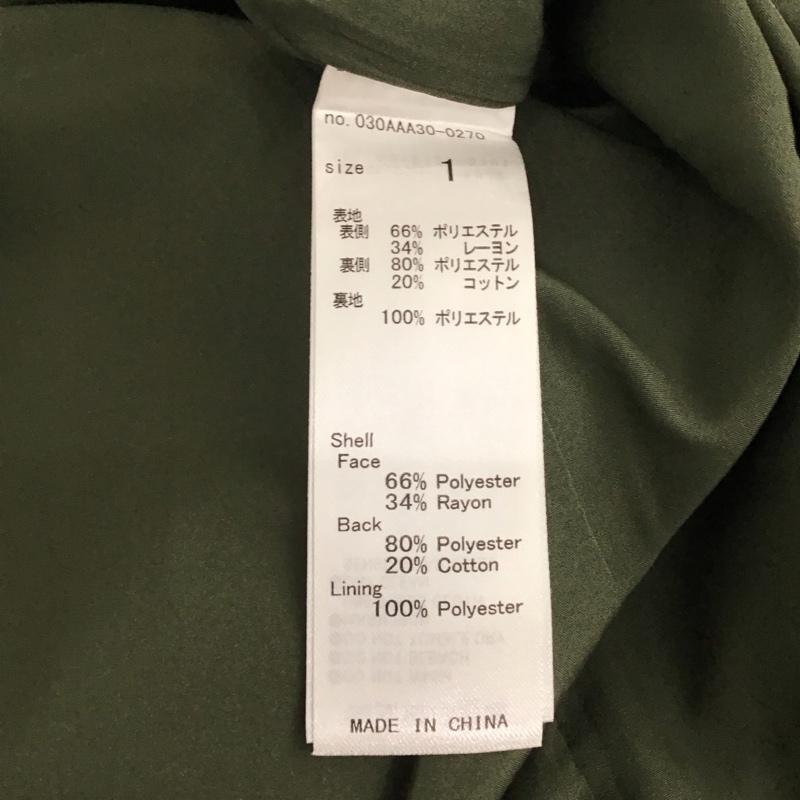 no. 030AAA30-0270
size 1
表地
表側 66% ポリエステル
34% レーヨン
裏側 80% ポリエステル
20% コットン
裏地
100% ポリエステル
Shell
Face
66% Polyester
34% Rayon
Back
80% Polyester
20% Cotton
Lining
100% Polyester
MADE IN CHINA